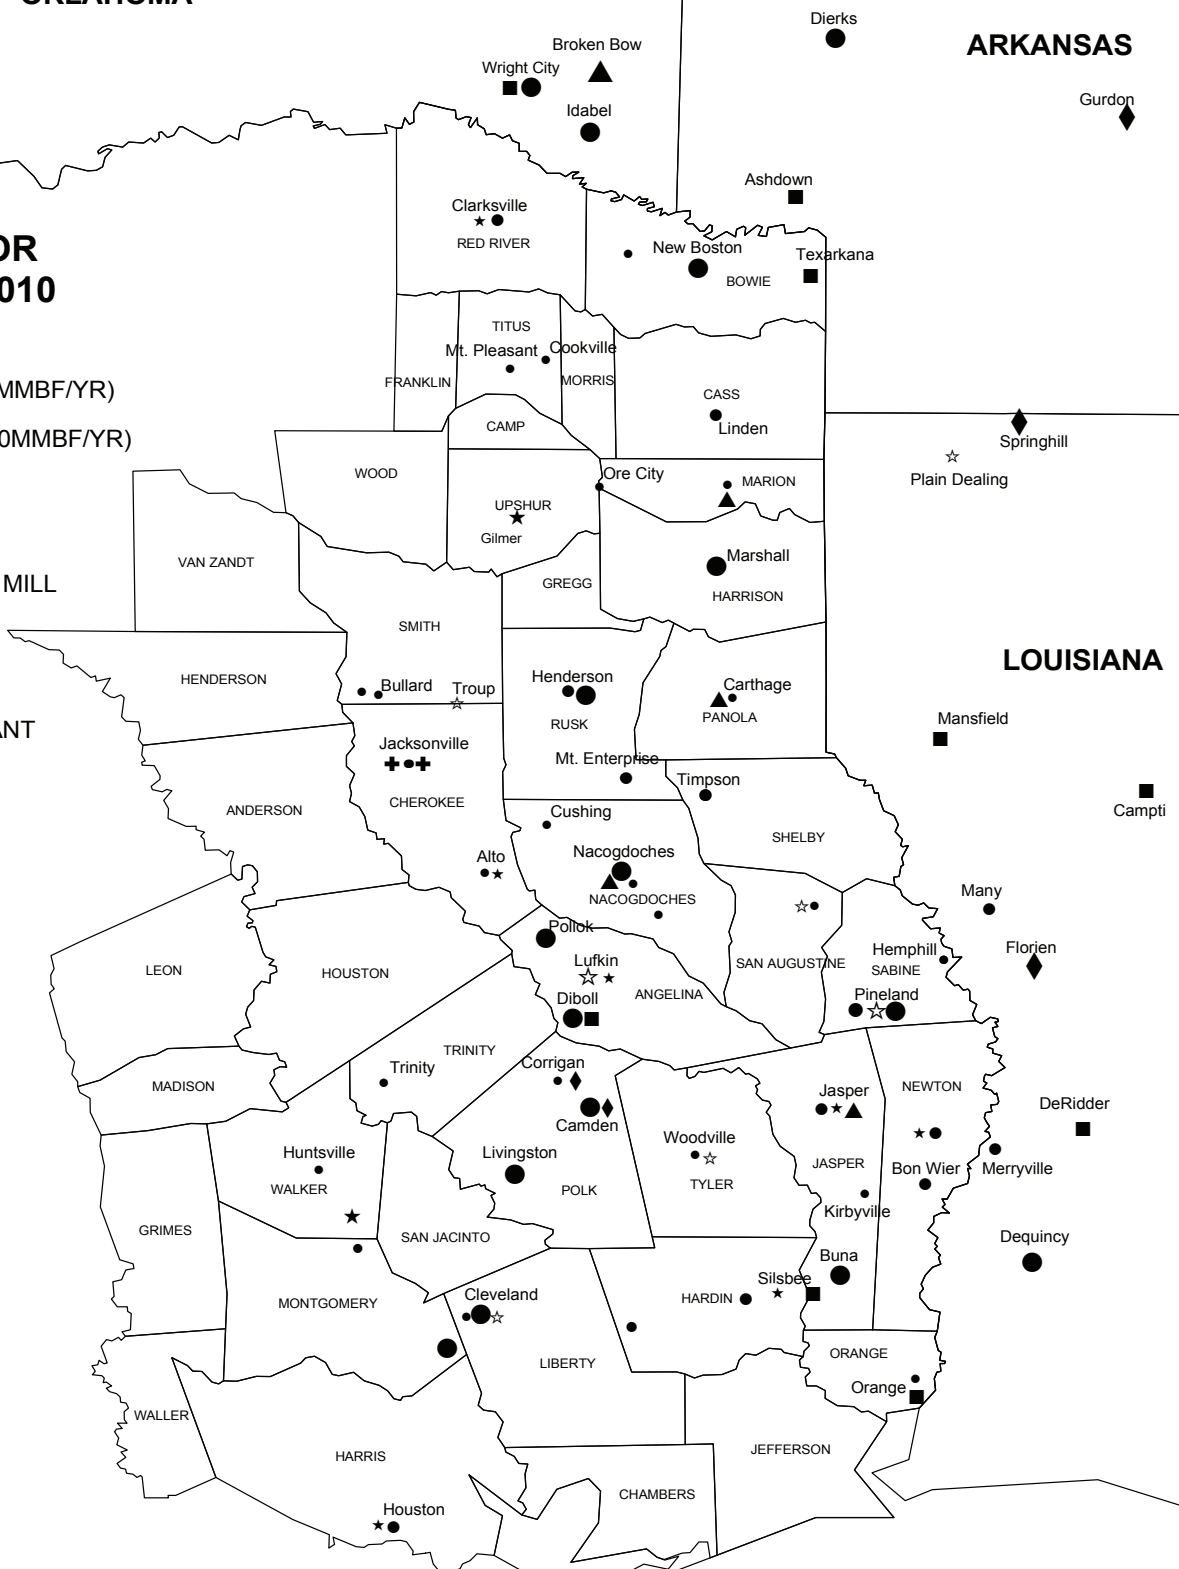 OKLAHOMA
Dierks
ARKANSAS
Broken Bow
Wright City
Gurdon
Idabel
Ashdown
Clarksville
RED RIVER
OR
010
New Boston
Texarkana
BOWIE
TITUS
Mt. Pleasant
Cookville
MMBF/YR)
FRANKLIN
MORRIS
CASS
CAMP
Linden
0MMBF/YR)
Springhill
WOOD
Ore City
MARION
Plain Dealing
UPSHUR
Gilmer
VAN ZANDT
Marshall
MILL
GREGG
HARRISON
SMITH
LOUISIANA
HENDERSON
Bullard
Troup
Henderson
Carthage
RUSK
PANOLA
Mansfield
ANT
Jacksonville
Mt. Enterprise
Timpson
CHEROKEE
ANDERSON
Cushing
Campti
SHELBY
Alto
Nacogdoches
NACOGDOCHES
Many
Pollok
LEON
HOUSTON
Lufkin
SAN AUGUSTINE
Hemphill
SABINE
Florien
Diboll
ANGELINA
Pineland
TRINITY
Trinity
Corrigan
MADISON
Jasper
NEWTON
Camden
DeRidder
Huntsville
Livingston
Woodville
JASPER
Bon Wier
Merryville
WALKER
POLK
TYLER
Kirbyville
GRIMES
SAN JACINTO
Dequincy
Buna
Silsbee
MONTGOMERY
Cleveland
HARDIN
LIBERTY
ORANGE
Orange
WALLER
HARRIS
JEFFERSON
CHAMBERS
Houston